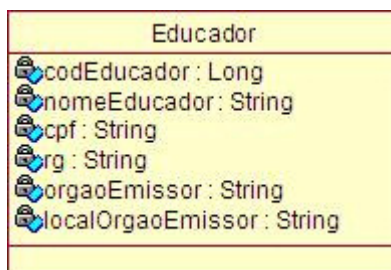 Educador
codEducador : Long
nomeEducador : String
cpf : String
rg : String
orgaoEmissor : String
localOrgaoEmissor : String